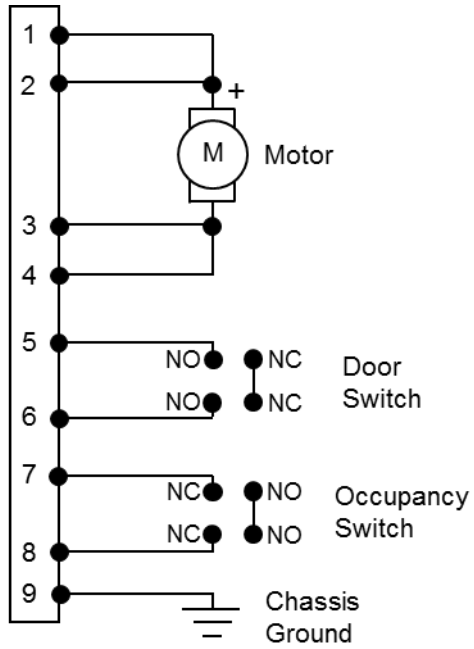 1
2
+
M
Motor
3
4
5
NO
NC
Door
Switch
NO
NC
6
7
NC
NO
Occupancy
Switch
NC
NO
8
9
Chassis
Ground